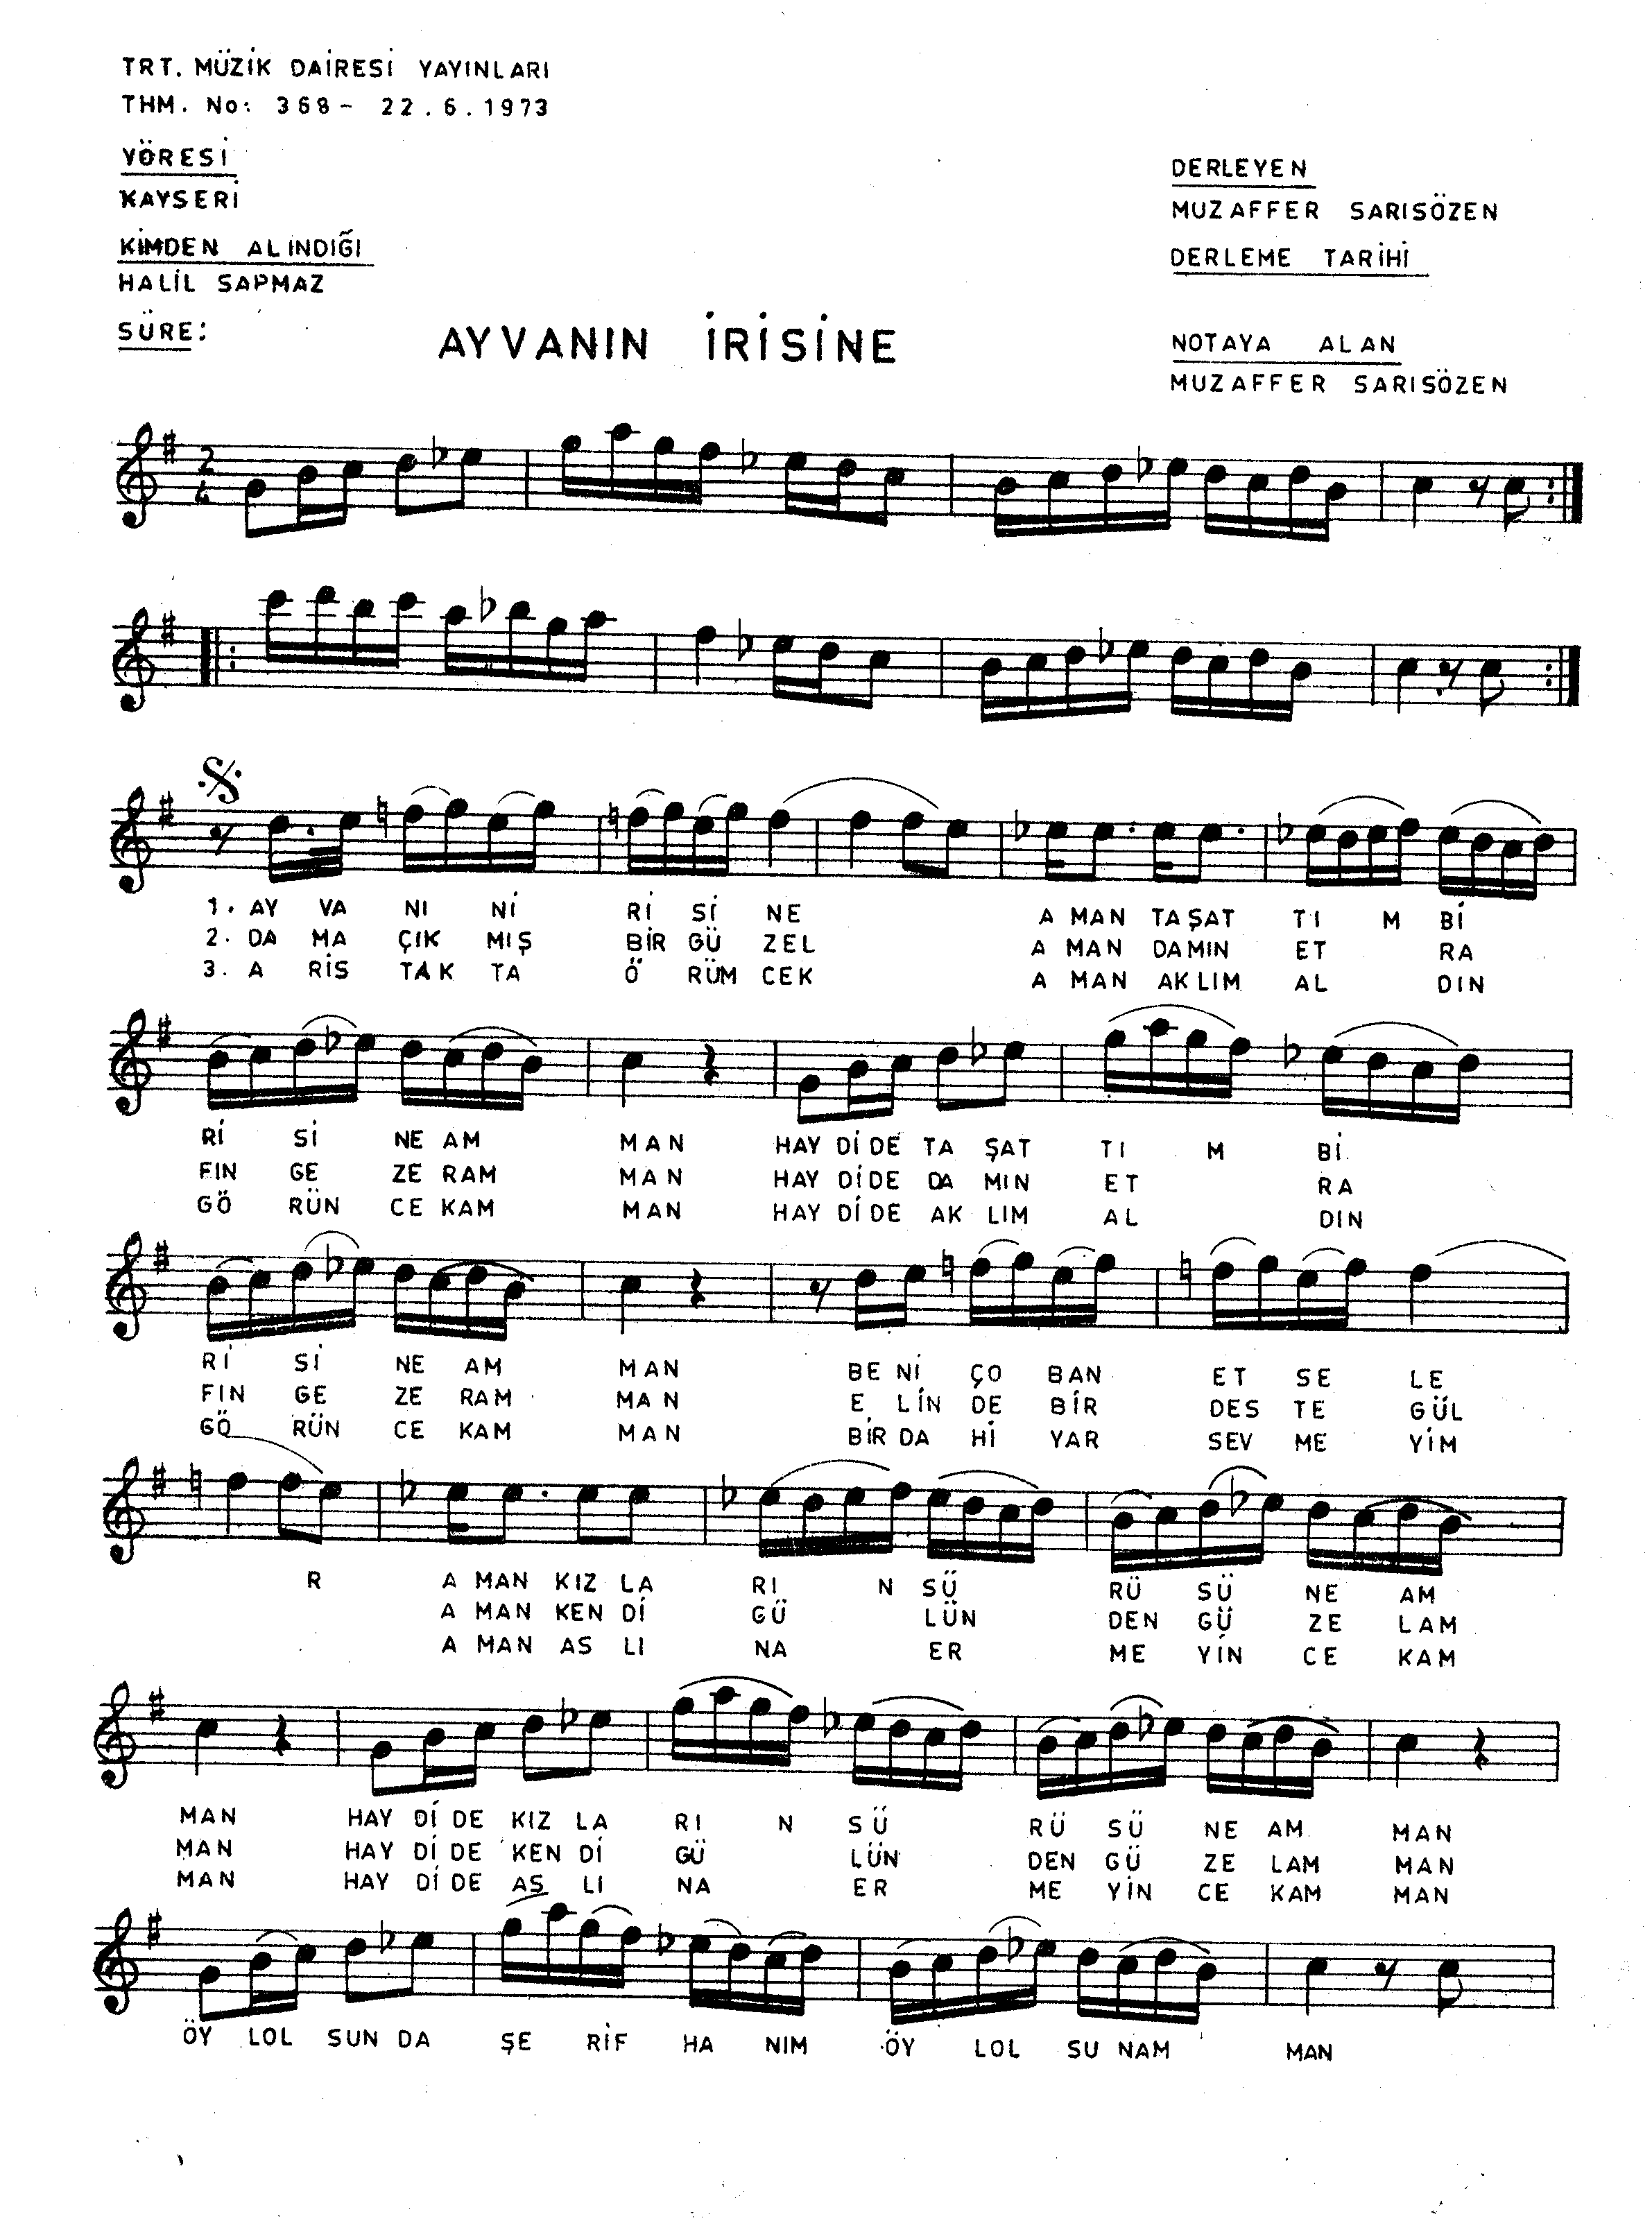 TRT. MÜZİK DAİRESİ YAYINLARI
THM. No: 368- 22.6.1973
YÖRESİ
KAYSERİ
KİMDEN ALINDIĞI
HALİL SAPMAZ
SÜRE:
DERLEYEN
MUZAFFER SARISÖZEN
DERLEME TARİHİ
NOTAYA ALAN
MUZAFFER SARISÖZEN
AYVANIN İRİSİNE
2
4
1. AY VA NI Nİ Rİ Sİ NE A MAN TAŞAT TI M Bİ
2. DA MA ÇIK MIŞ BİR GÜ ZEL A MAN DAMIN ET RA
3. A RİS TAK TA Ö RÜM CEK A MAN AKLIM AL DIN
Rİ Sİ NE AM MAN HAY Dİ DE TA ŞAT TI M Bİ
FIN GE ZE RAM MAN HAY DİDE DA MIN ET RA
GÖ RÜN CE KAM MAN HAY Dİ DE AK LIM AL DIN
Rİ Sİ NE AM MAN BE Nİ ÇO BAN ET SE LE
FIN GE ZE RAM MAN E LİN DE BİR DES TE GÜL
GÖ RÜN CE KAM MAN BİR DA Hİ YAR SEV ME YİM
R A MAN KIZ LA RI N SÜ RÜ SÜ NE AM
A MAN KEN Dİ GÜ LÜN DEN GÜ ZE LAM
A MAN AS LI NA ER ME YİN CE KAM
MAN HAY Dİ DE KIZ LA RI N SÜ RÜ SÜ NE AM MAN
MAN HAY Dİ DE KEN Dİ GÜ LÜN DEN GÜ ZE LAM MAN
MAN HAY Dİ DE AS LI NA ER ME YİN CE KAM MAN
ÖY LOL SUN DA ŞE RİF HA NIM ÖY LOL SU NAM MAN